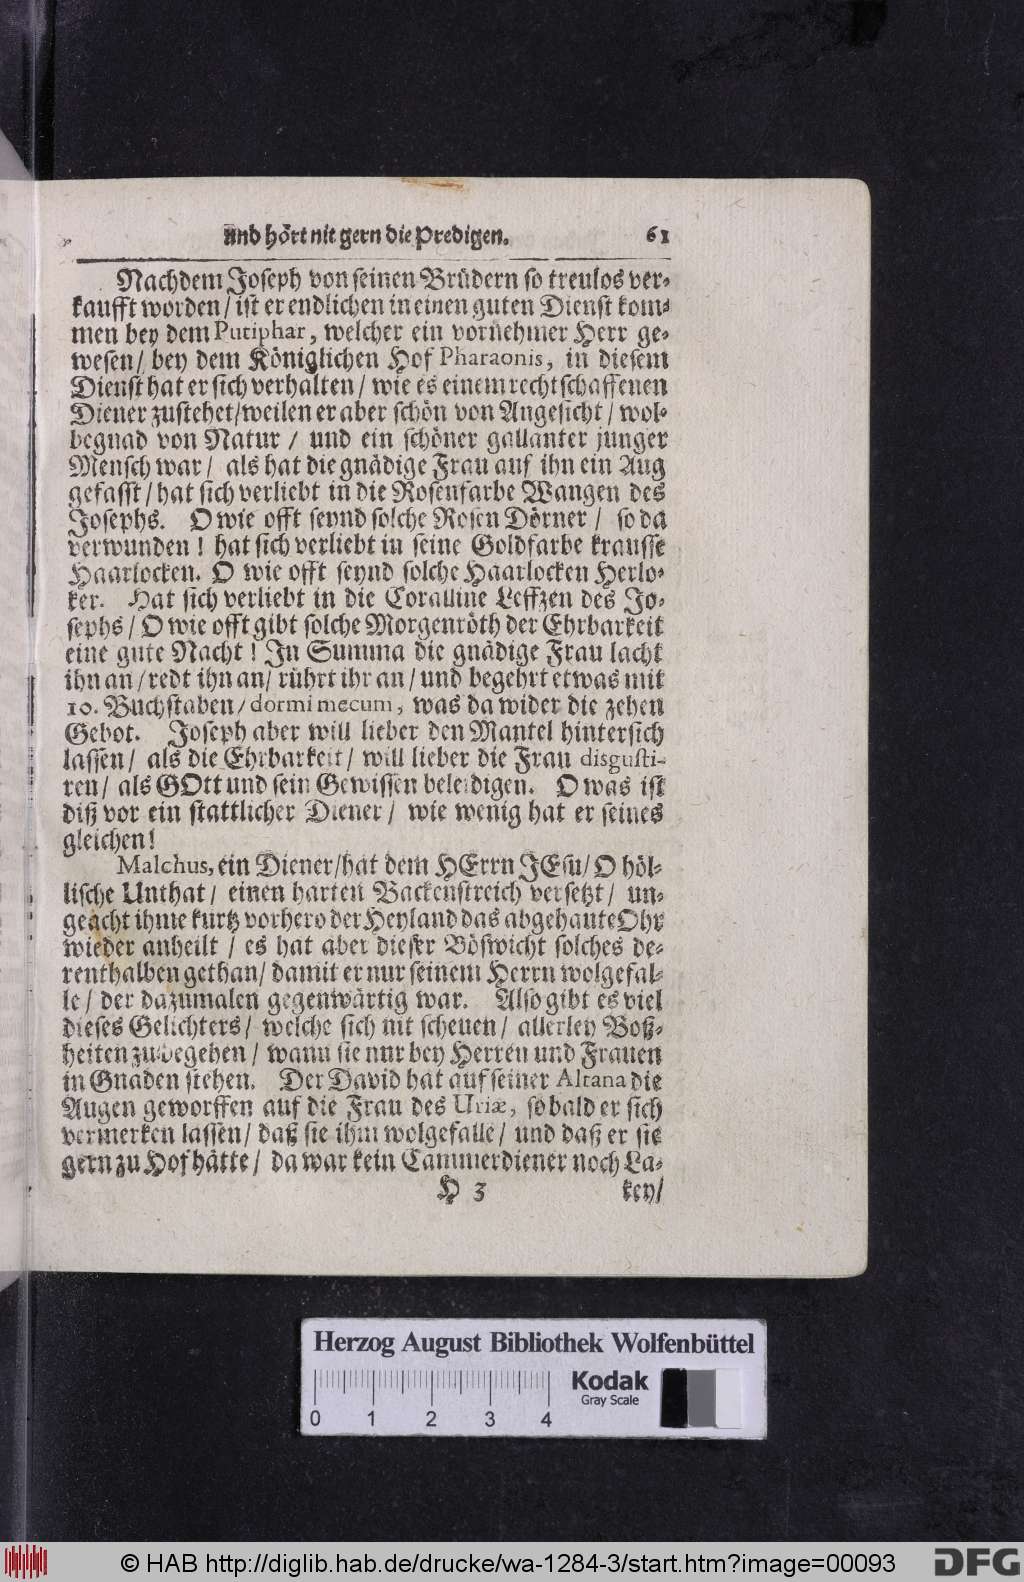 und hört nit gern die Predigen. 61
Nachdem Joseph von seinen Brüdern so treulos ver-
kaufft worden / ist er endlichen in einen guten Dienst kom-
men bey dem Putiphar, welcher ein vornehmer Herr ge-
wesen / bey dem Königlichen Hof Pharaonis, in diesem
Dienst hat er sich verhalten / wie es einem rechtschaffenen
Diener zustehet/weilen er aber schön von Angesicht / wol-
begnad von Natur / und ein schöner gallanter junger
Mensch war / als hat die gnädige Frau auf ihn ein Aug
gefasst / hat sich verliebt in die Rosenfarbe Wangen des
Josephs. O wie offt seynd solche Rosen Dörner / so da
verwunden ! hat sich verliebt in seine Goldfarbe krausse
Haarlocken. O wie offt seynd solche Haarlocken Herlo-
ker. Hat sich verliebt in die Coralline Leffzen des Jo-
sephs / O wie offt gibt solche Morgenröth der Ehrbarkeit
eine gute Nacht ! In Summa die gnädige Frau lacht
ihn an / redt ihn an / rührt ihr an / und begehrt etwas mit
10. Buchstaben / dormi mecum, was da wider die zehen
Gebot. Joseph aber will lieber den Mantel hintersich
lassen / als die Ehrbarkeit / will lieber die Frau disgusti-
ren / als GOtt und sein Gewissen beleidigen. O was ist
diß vor ein stattlicher Diener / wie wenig hat er seines
gleichen!
Malchus, ein Diener / hat dem HErrn JEsu / O höl-
lische Unthat / einen harten Backenstreich versetzt / un-
geacht ihme kurtz vorhero der Heyland das abgehaute Ohr
wieder anheilt / es hat aber dieser Böswicht solches de-
renthalben gethan / damit er nur seinem Herrn wolgefal-
le / der dazumalen gegenwärtig war. Also gibt es viel
dieses Gelichters / welche sich nit scheuen / allerley Boß-
heiten zu begehen / wann sie nur bey Herren und Frauen
in Gnaden stehen. Der David hat auf seiner Altana die
Augen geworffen auf die Frau des Uriæ, so bald er sich
vermerken lassen / daß sie ihm wolgefalle / und daß er sie
gern zu Hof hätte / da war kein Cammerdiener noch La-
H 3 key/
Herzog August Bibliothek Wolfenbüttel
Kodak
Gray Scale
0 1 2 3 4
© HAB http://diglib.hab.de/drucke/wa-1284-3/start.htm?image=00093
DFG